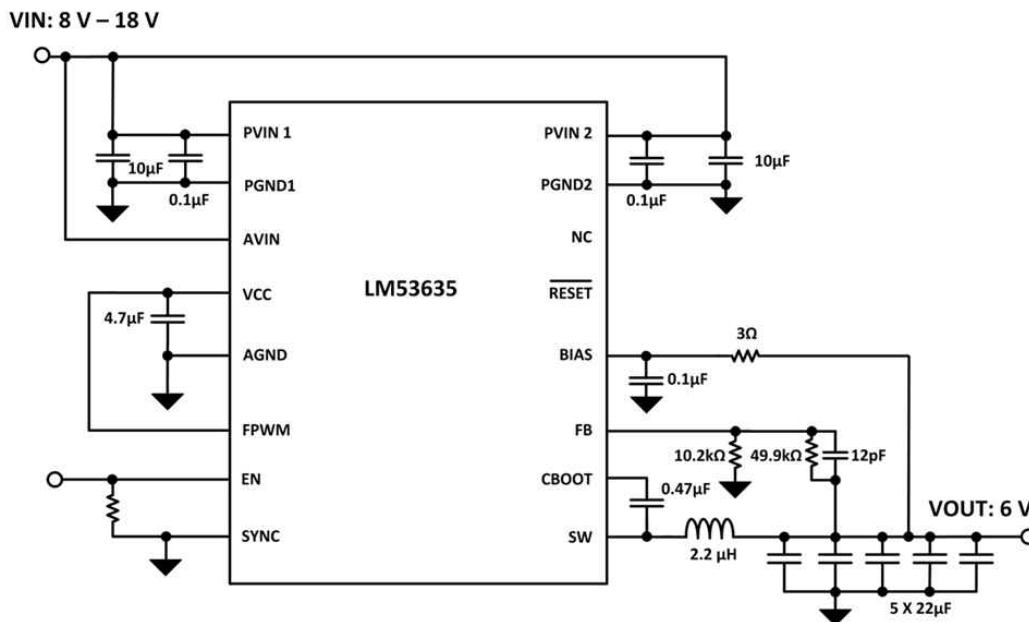 VIN: 8 V – 18 V
PVIN 1
PVIN 2
10µF
0.1µF
PGND1
PGND2
0.1µF
10µF
AVIN
NC
LM53635
VCC
RESET
4.7µF
3Ω
AGND
BIAS
0.1µF
FPWM
FB
10.2kΩ
49.9kΩ
12pF
EN
CBOOT
0.47µF
VOUT: 6 V
SYNC
SW
2.2 µH
5 X 22µF